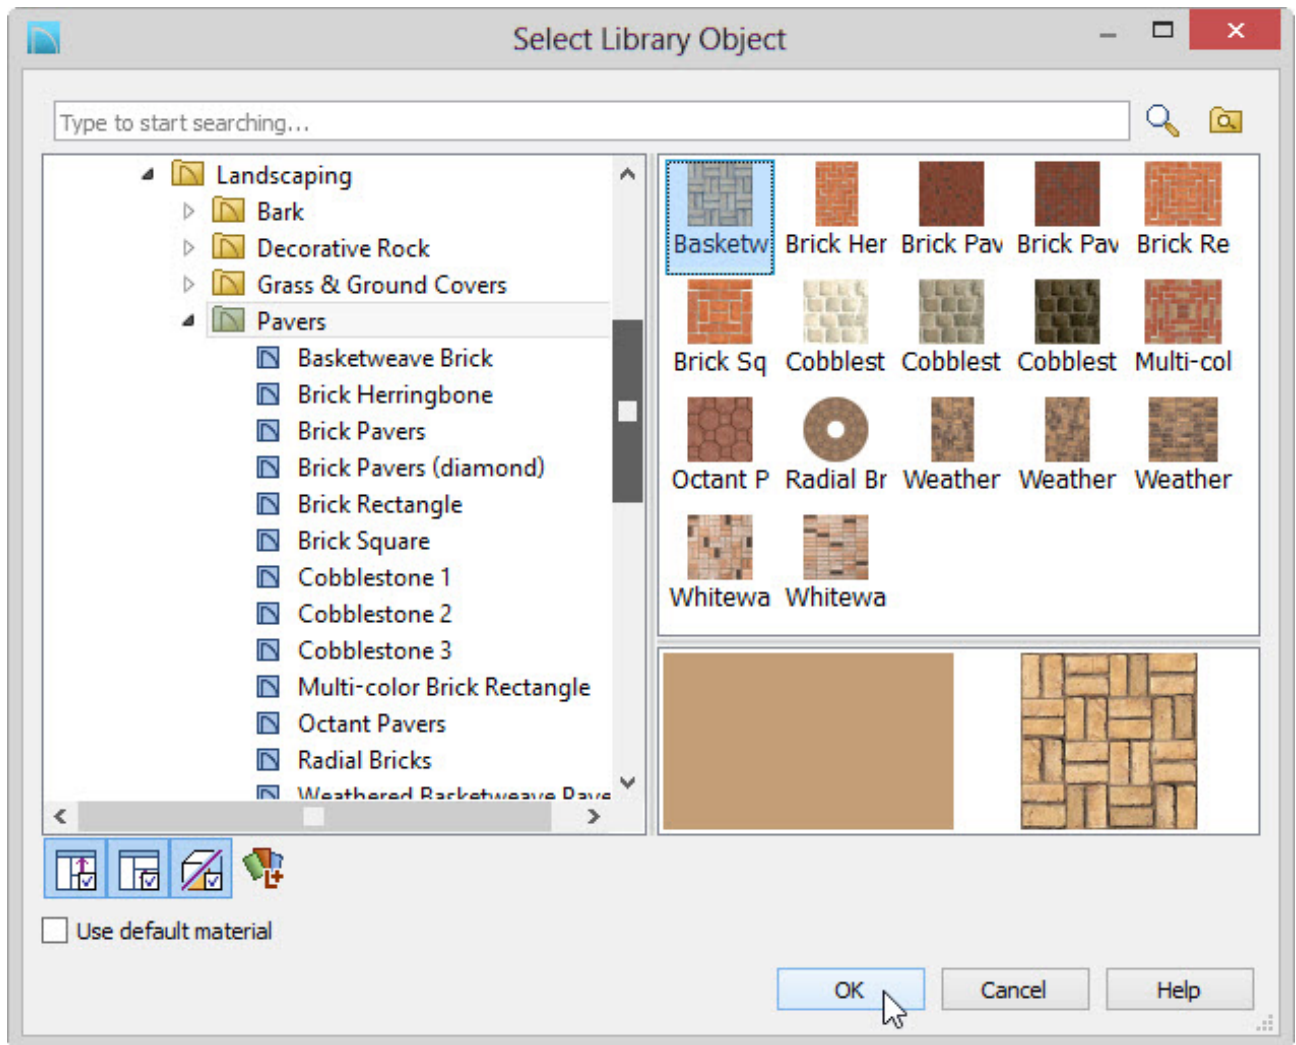 Select Library Object
Type to start searching...
Landscaping
Bark
Decorative Rock
Grass & Ground Covers
Pavers
Basketweave Brick
Brick Herringbone
Brick Pavers
Brick Pavers (diamond)
Brick Rectangle
Brick Square
Cobblestone 1
Cobblestone 2
Cobblestone 3
Multi-color Brick Rectangle
Octant Pavers
Radial Bricks
Weathered Basketweave Pave
Basketw Brick Her Brick Pav Brick Pav Brick Re
Brick Sq Cobblest Cobblest Cobblest Multi-col
Octant P Radial Br Weather Weather Weather
Whitewa Whitewa
Use default material
OK Cancel Help